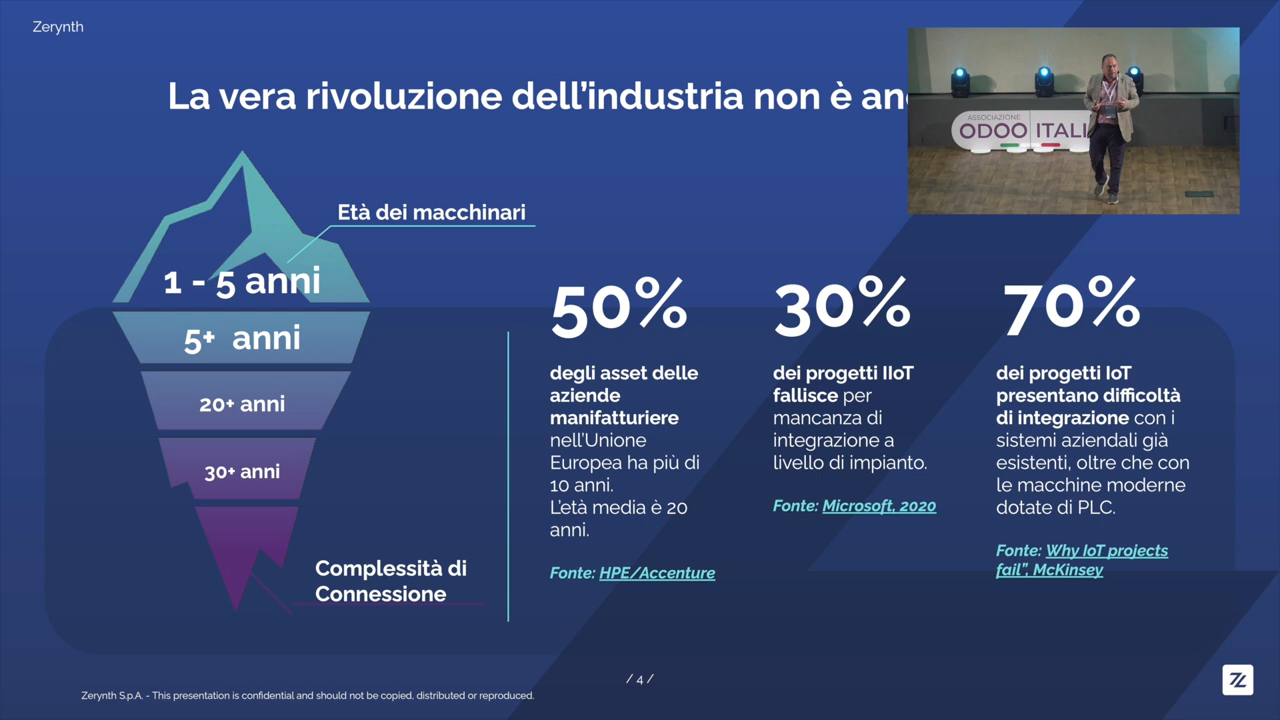 Zerynth
La vera rivoluzione dell'industria non è
ASSOCIAZIONE
ODOO ITALI
Età dei macchinari
1 - 5 anni
5+ anni
20+ anni
30+ anni
Complessità di
Connessione
50%
degli asset delle
aziende
manifatturiere
nell'Unione
Europea ha più di
10 anni.
L'età media è 20
anni.
Fonte: HPE/Accenture
30%
dei progetti IIoT
fallisce per
mancanza di
integrazione a
livello di impianto.
Fonte: Microsoft, 2020
70%
dei progetti IoT
presentano difficoltà
di integrazione con i
sistemi aziendali già
esistenti, oltre che con
le macchine moderne
dotate di PLC.
Fonte: Why IoT projects
fail”, McKinsey
/ 4 /
Zerynth S.p.A. - This presentation is confidential and should not be copied, distributed or reproduced.